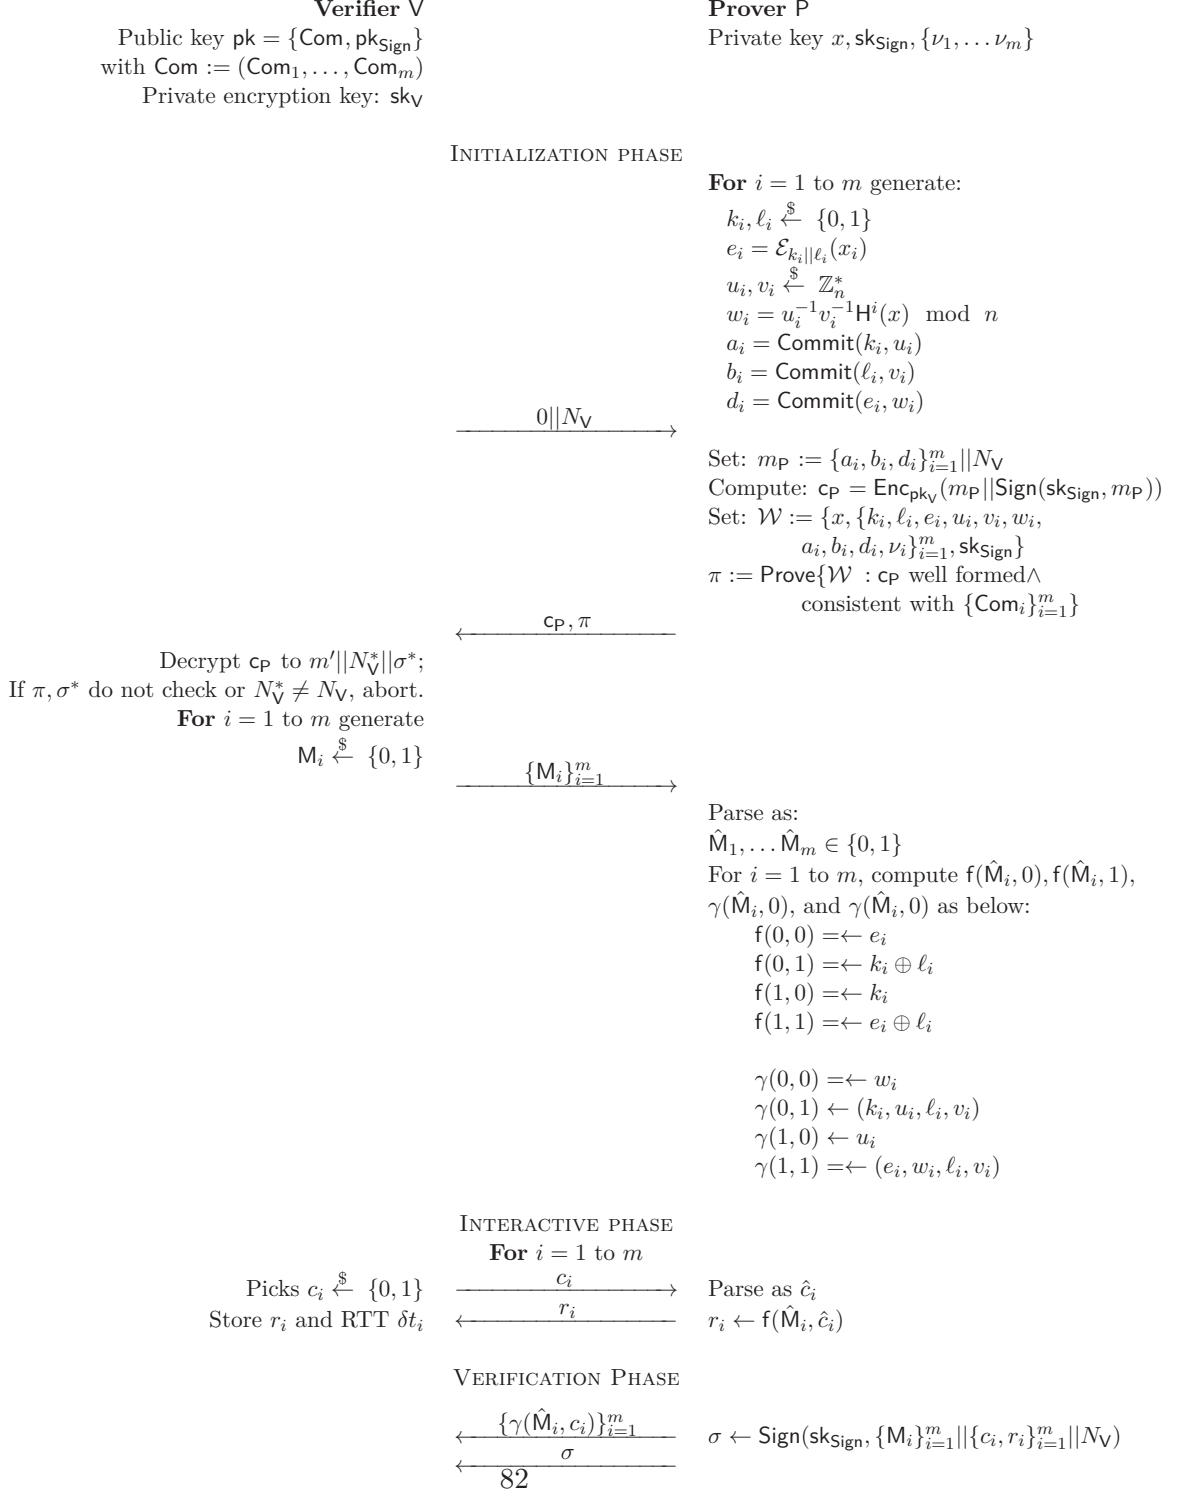 Verifier V
Prover P
Public key pk = {Com, pk_Sign}
Private key x, sk_Sign, {ν_1, … ν_m}
with Com := (Com_1, …, Com_m)
Private encryption key: sk_V
Initialization phase
For i = 1 to m generate:
k_i, ℓ_i ←$ {0, 1}
e_i = ℰ_{k_i||ℓ_i}(x_i)
u_i, v_i ←$ ℤ_n^*
w_i = u_i^{-1} v_i^{-1} H^i(x) mod n
a_i = Commit(k_i, u_i)
b_i = Commit(ℓ_i, v_i)
d_i = Commit(e_i, w_i)
0||N_V
Set: m_P := {a_i, b_i, d_i}_{i=1}^m||N_V
Compute: c_P = Enc_{pk_V}(m_P||Sign(sk_Sign, m_P))
Set: 𝒲 := {x, {k_i, ℓ_i, e_i, u_i, v_i, w_i,
a_i, b_i, d_i, ν_i}_{i=1}^m, sk_Sign}
π := Prove{𝒲 : c_P well formed∧
consistent with {Com_i}_{i=1}^m}
c_P, π
Decrypt c_P to m′||N_V^*||σ^*;
If π, σ^* do not check or N_V^* ≠ N_V, abort.
For i = 1 to m generate
M_i ←$ {0, 1}
{M_i}_{i=1}^m
Parse as:
M̂_1, … M̂_m ∈ {0, 1}
For i = 1 to m, compute f(M̂_i, 0), f(M̂_i, 1),
γ(M̂_i, 0), and γ(M̂_i, 0) as below:
f(0, 0) =← e_i
f(0, 1) =← k_i ⊕ ℓ_i
f(1, 0) =← k_i
f(1, 1) =← e_i ⊕ ℓ_i
γ(0, 0) =← w_i
γ(0, 1) ← (k_i, u_i, ℓ_i, v_i)
γ(1, 0) ← u_i
γ(1, 1) =← (e_i, w_i, ℓ_i, v_i)
Interactive phase
For i = 1 to m
Picks c_i ←$ {0, 1}
c_i
Parse as ĉ_i
Store r_i and RTT δt_i
r_i
r_i ← f(M̂_i, ĉ_i)
Verification Phase
{γ(M̂_i, c_i)}_{i=1}^m
σ ← Sign(sk_Sign, {M_i}_{i=1}^m||{c_i, r_i}_{i=1}^m||N_V)
σ
82